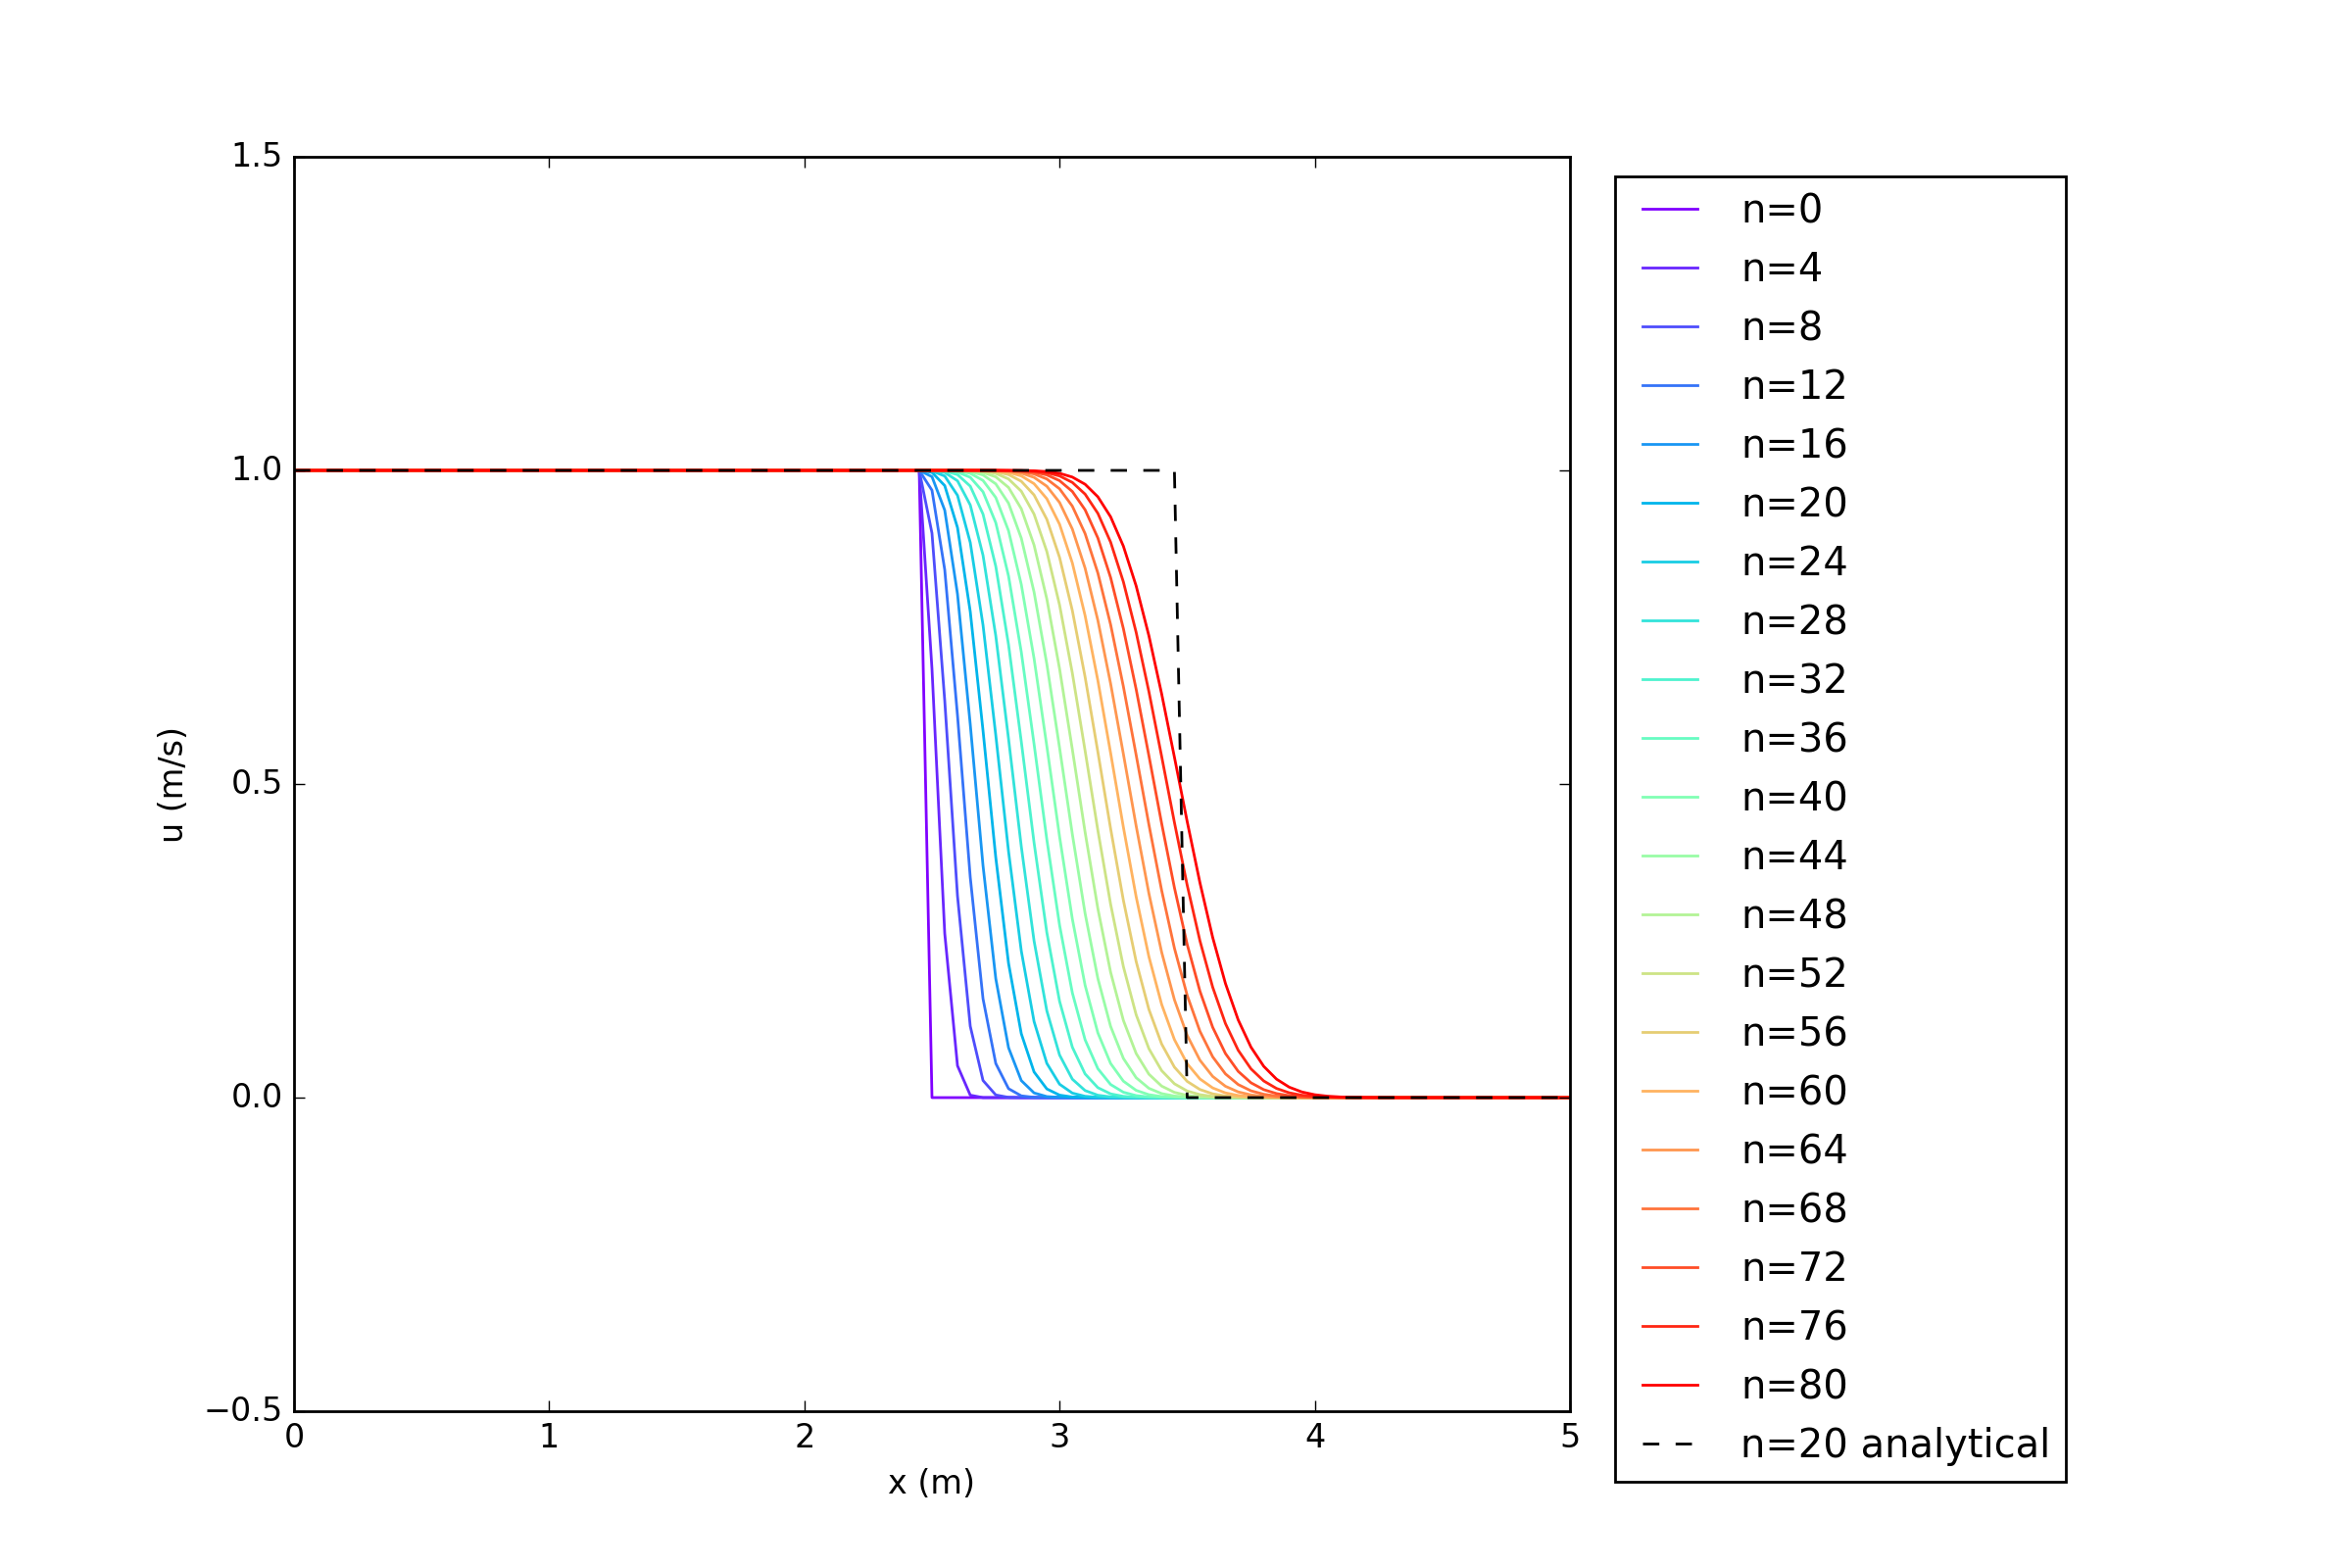 1.5
1.0
0.5
0.0
−0.5
u (m/s)
0 1 2 3 4 5
x (m)
n=0
n=4
n=8
n=12
n=16
n=20
n=24
n=28
n=32
n=36
n=40
n=44
n=48
n=52
n=56
n=60
n=64
n=68
n=72
n=76
n=80
n=20 analytical